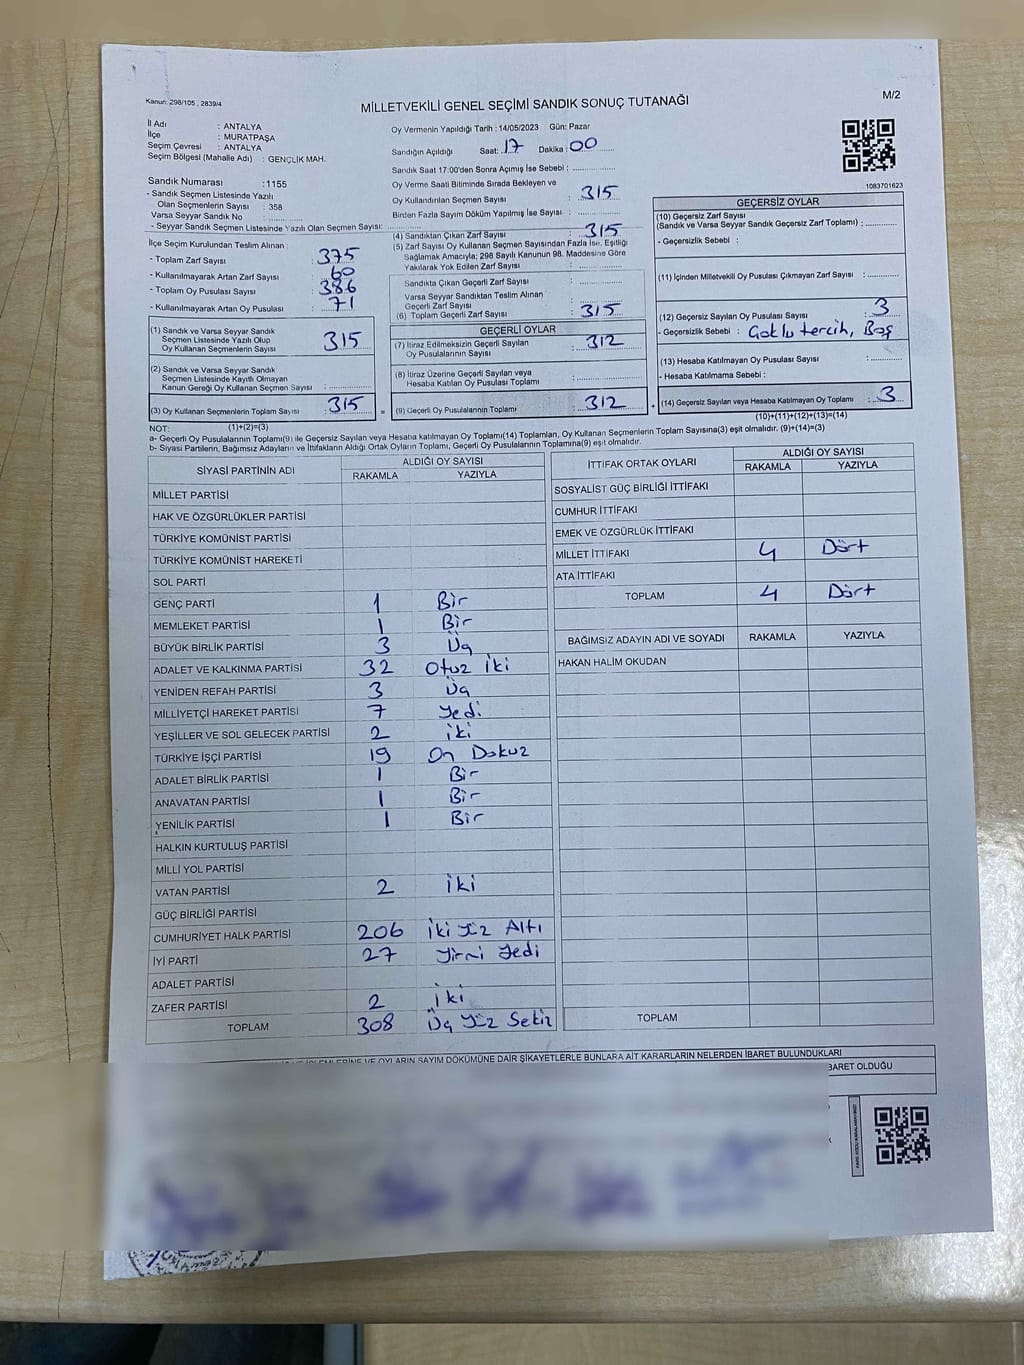 Kanun: 298/105 , 2839/4
MİLLETVEKİLİ GENEL SEÇİMİ SANDIK SONUÇ TUTANAĞI
M/2
İl Adı : ANTALYA
İlçe : MURATPAŞA
Seçim Çevresi : ANTALYA
Seçim Bölgesi (Mahalle Adı) : GENÇLİK MAH.
Sandık Numarası :1155
- Sandık Seçmen Listesinde Yazılı
Olan Seçmenlerin Sayısı : 358
Varsa Seyyar Sandık No :
- Seyyar Sandık Seçmen Listesinde Yazılı Olan Seçmen Sayısı:
İlçe Seçim Kurulundan Teslim Alınan :
- Toplam Zarf Sayısı : 375
- Kullanılmayarak Artan Zarf Sayısı : 60
- Toplam Oy Pusulası Sayısı : 386
- Kullanılmayarak Artan Oy Pusulası : 71
(1) Sandık ve Varsa Seyyar Sandık
Seçmen Listesinde Yazılı Olup
Oy Kullanan Seçmenlerin Sayısı : 315
(2) Sandık ve Varsa Seyyar Sandık
Seçmen Listesinde Kayıtlı Olmayan
Kanun Gereği Oy Kullanan Seçmen Sayısı :
(3) Oy Kullanan Seçmenlerin Toplam Sayısı : 315
Oy Vermenin Yapıldığı Tarih : 14/05/2023 Gün: Pazar
Sandığın Açıldığı Saat: 17 Dakika : 00
Sandık Saat 17:00'den Sonra Açımış İse Sebebi :
Oy Verme Saati Bitiminde Sırada Bekleyen ve
Oy Kullandırılan Seçmen Sayısı : 315
Birden Fazla Sayım Döküm Yapılmış İse Sayısı :
(4) Sandıktan Çıkan Zarf Sayısı : 315
(5) Zarf Sayısı Oy Kullanan Seçmen Sayısından Fazla İse, Eşitliği
Sağlamak Amacıyla; 298 Sayılı Kanunun 98. Maddesine Göre
Yakılarak Yok Edilen Zarf Sayısı :
Sandıkta Çıkan Geçerli Zarf Sayısı :
Varsa Seyyar Sandıktan Teslim Alınan
Geçerli Zarf Sayısı :
(6) Toplam Geçerli Zarf Sayısı : 315
GEÇERLİ OYLAR
(7) İtiraz Edilmeksizin Geçerli Sayılan
Oy Pusulalarının Sayısı : 312
(8) İtiraz Üzerine Geçerli Sayılan veya
Hesaba Katılan Oy Pusulası Toplamı :
= (9) Geçerli Oy Pusulalarının Toplamı : 312
1083701623
GEÇERSİZ OYLAR
(10) Geçersiz Zarf Sayısı
(Sandık ve Varsa Seyyar Sandık Geçersiz Zarf Toplamı) :
- Geçersizlik Sebebi :
(11) İçinden Milletvekili Oy Pusulası Çıkmayan Zarf Sayısı :
(12) Geçersiz Sayılan Oy Pusulası Sayısı : 3
- Geçersizlik Sebebi : Çoklu tercih, Boş
(13) Hesaba Katılmayan Oy Pusulası Sayısı :
- Hesaba Katılmama Sebebi :
(14) Geçersiz Sayılan veya Hesaba Katılmayan Oy Toplamı : 3
NOT: (1)+(2)=(3)
(10)+(11)+(12)+(13)=(14)
a- Geçerli Oy Pusulalarının Toplamı(9) ile Geçersiz Sayılan veya Hesaba katılmayan Oy Toplamı(14) Toplamları, Oy Kullanan Seçmenlerin Toplam Sayısına(3) eşit olmalıdır. (9)+(14)=(3)
b- Siyasi Partilerin, Bağımsız Adayların ve İttifakların Aldığı Ortak Oyların Toplamı, Geçerli Oy Pusulalarının Toplamına(9) eşit olmalıdır.
SİYASİ PARTİNİN ADI ALDIĞI OY SAYISI
RAKAMLA YAZIYLA
MİLLET PARTİSİ
HAK VE ÖZGÜRLÜKLER PARTİSİ
TÜRKİYE KOMÜNİST PARTİSİ
TÜRKİYE KOMÜNİST HAREKETİ
SOL PARTİ
GENÇ PARTİ 1 Bir
MEMLEKET PARTİSİ 1 Bir
BÜYÜK BİRLİK PARTİSİ 3 Üç
ADALET VE KALKINMA PARTİSİ 32 Otuz İki
YENİDEN REFAH PARTİSİ 3 Üç
MİLLİYETÇİ HAREKET PARTİSİ 7 Yedi
YEŞİLLER VE SOL GELECEK PARTİSİ 2 İki
TÜRKİYE İŞÇİ PARTİSİ 19 On Dokuz
ADALET BİRLİK PARTİSİ 1 Bir
ANAVATAN PARTİSİ 1 Bir
YENİLİK PARTİSİ 1 Bir
HALKIN KURTULUŞ PARTİSİ
MİLLİ YOL PARTİSİ
VATAN PARTİSİ 2 İki
GÜÇ BİRLİĞİ PARTİSİ
CUMHURİYET HALK PARTİSİ 206 İki Yüz Altı
İYİ PARTİ 27 Yirmi Yedi
ADALET PARTİSİ
ZAFER PARTİSİ 2 İki
TOPLAM 308 Üç Yüz Sekiz
İTTİFAK ORTAK OYLARI ALDIĞI OY SAYISI
RAKAMLA YAZIYLA
SOSYALİST GÜÇ BİRLİĞİ İTTİFAKI
CUMHUR İTTİFAKI
EMEK VE ÖZGÜRLÜK İTTİFAKI
MİLLET İTTİFAKI 4 Dört
ATA İTTİFAKI
TOPLAM 4 Dört
BAĞIMSIZ ADAYIN ADI VE SOYADI RAKAMLA YAZIYLA
HAKAN HALİM OKUDAN
TOPLAM
VE OYLARIN SAYIM DÖKÜMÜNE DAİR ŞİKAYETLERLE BUNLARA AİT KARARLARIN NELERDEN İBARET BULUNDUKLARI
BARET OLDUĞU